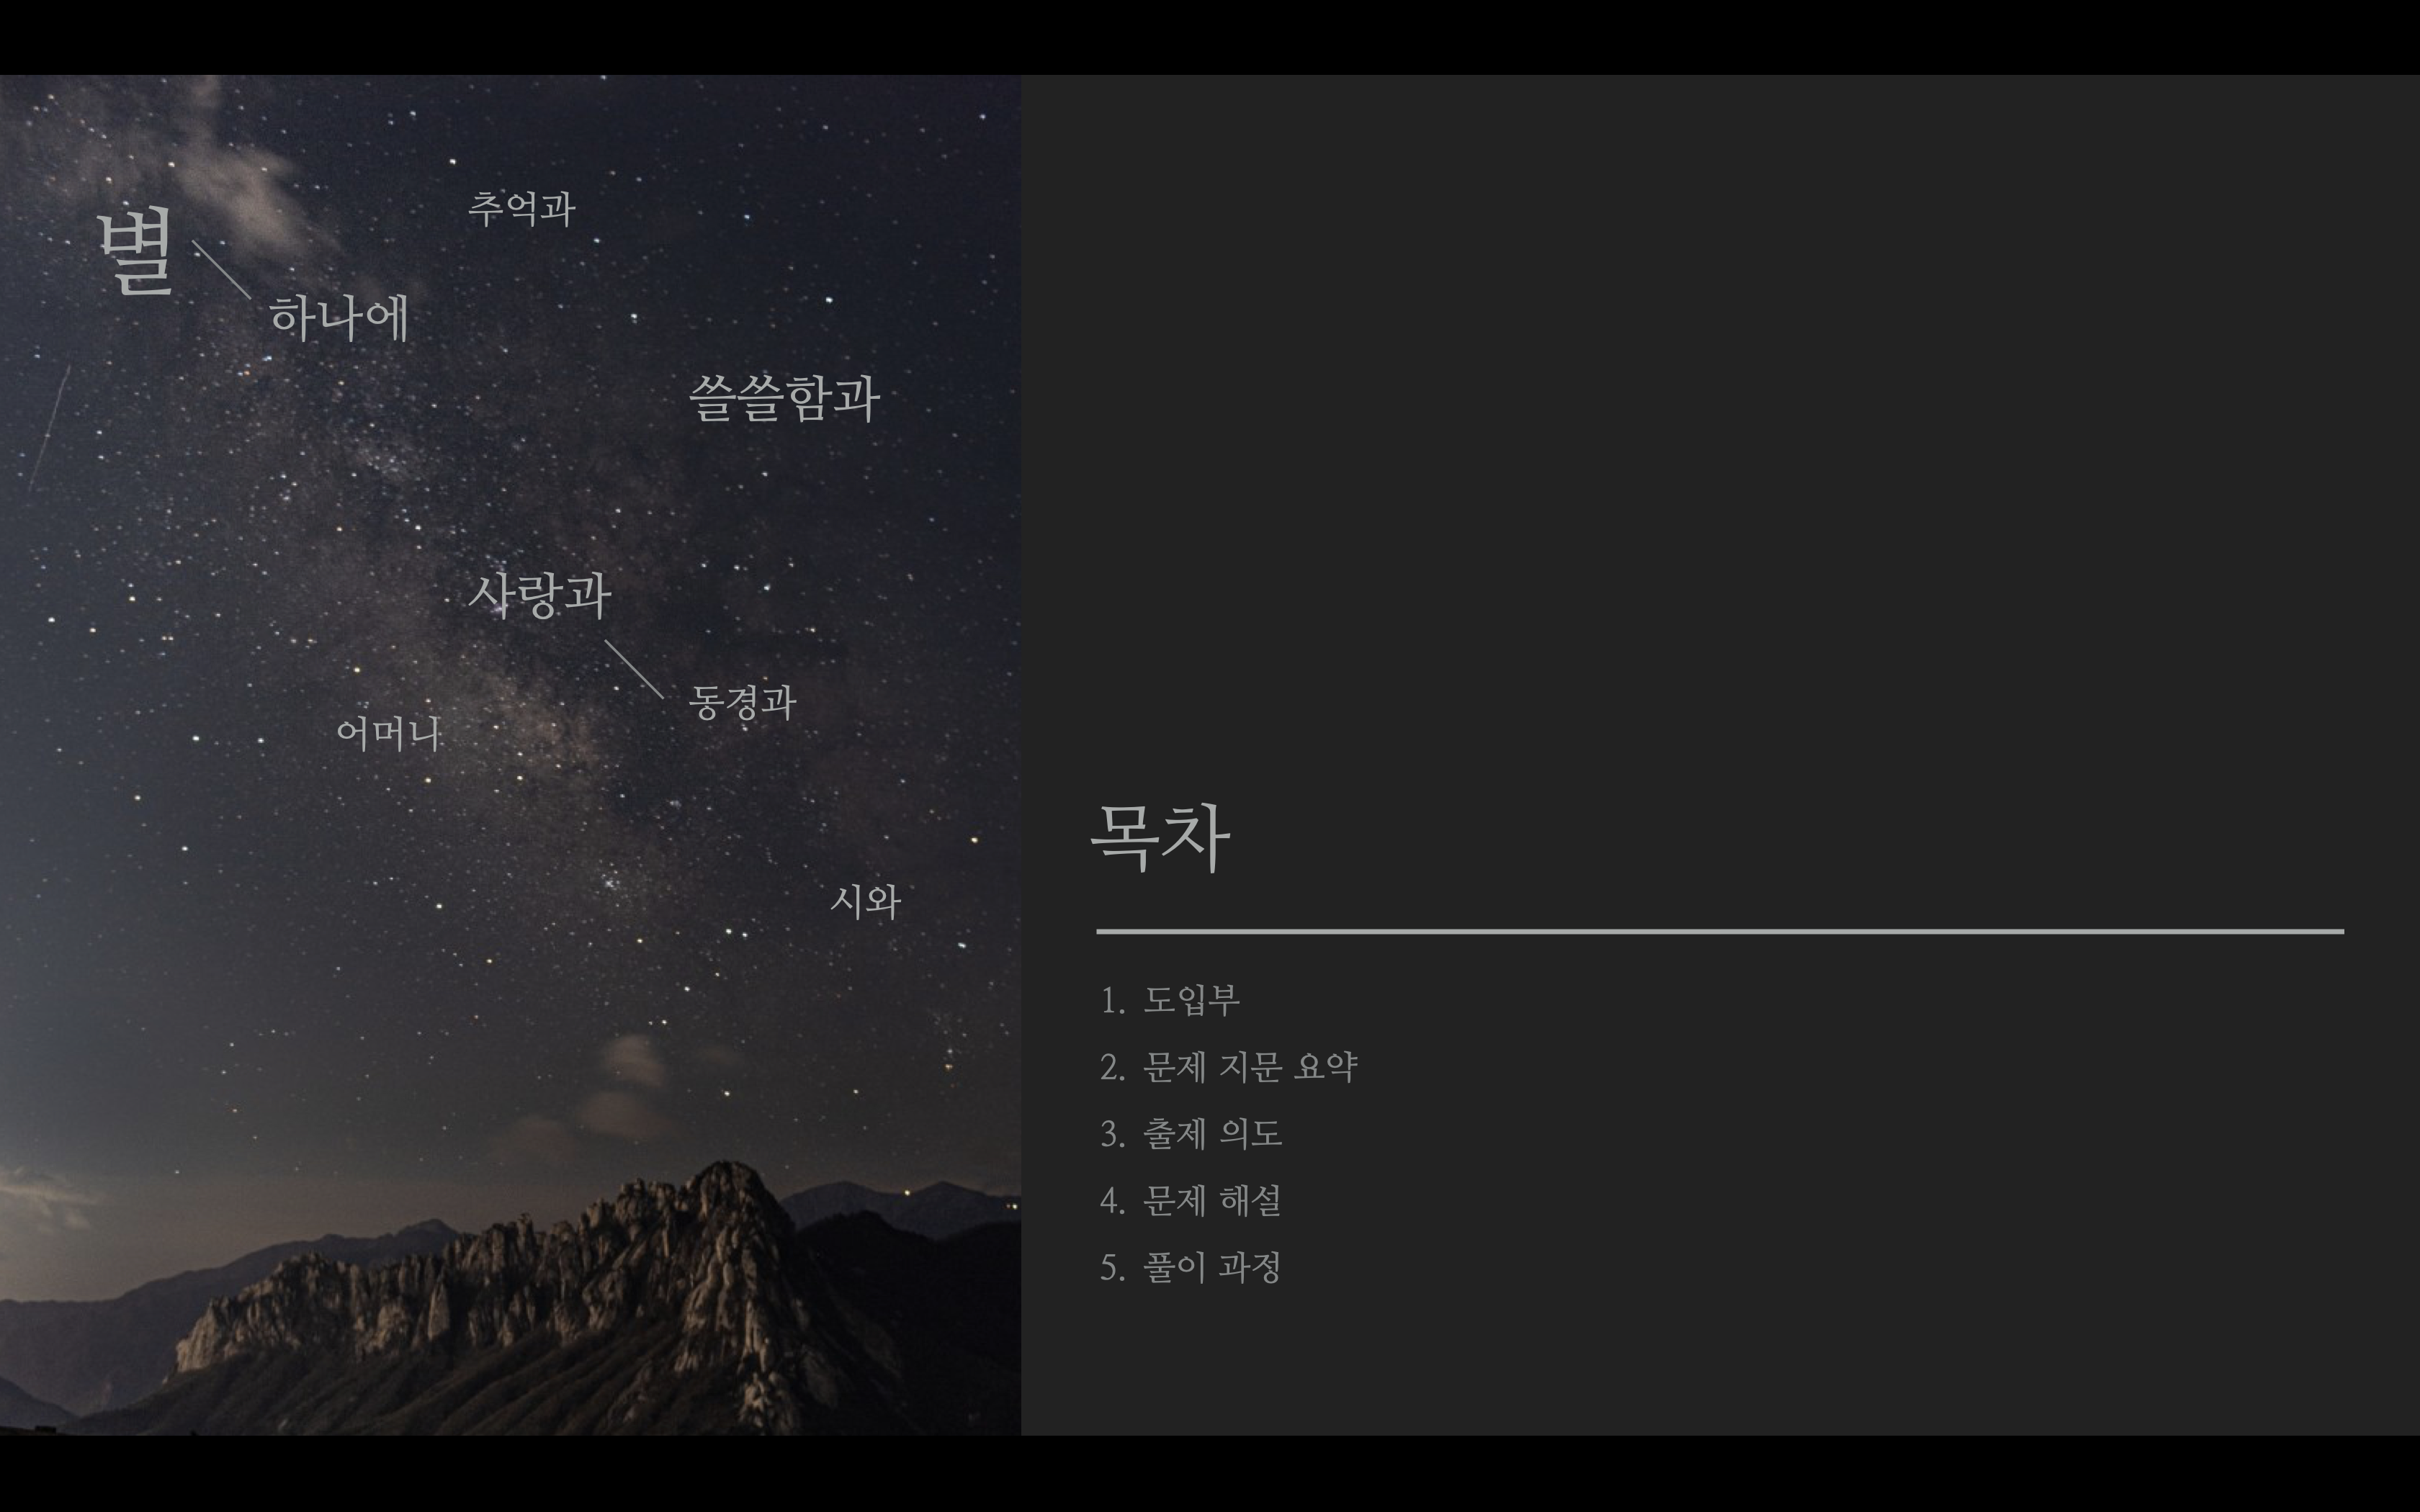 별
하나에
추억과
쓸쓸함과
사랑과
동경과
어머니
시와
목차
1. 도입부
2. 문제 지문 요약
3. 출제 의도
4. 문제 해설
5. 풀이 과정